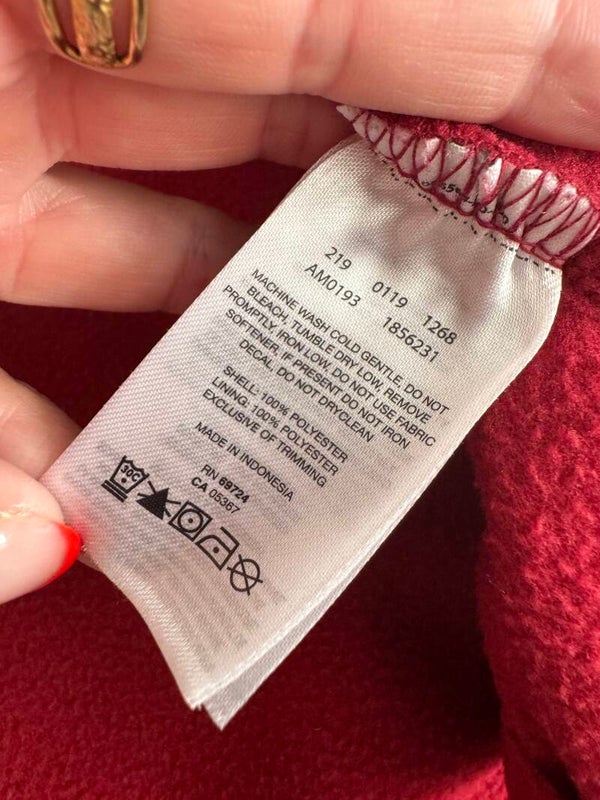 219 0119 1268
AM0193 1856231
MACHINE WASH COLD GENTLE, DO NOT
BLEACH, TUMBLE DRY LOW, REMOVE
PROMPTLY, IRON LOW, DO NOT USE FABRIC
SOFTENER, IF PRESENT DO NOT IRON
DECAL, DO NOT DRYCLEAN
SHELL: 100% POLYESTER
LINING: 100% POLYESTER
EXCLUSIVE OF TRIMMING
MADE IN INDONESIA
RN 69724
CA 05367
30C